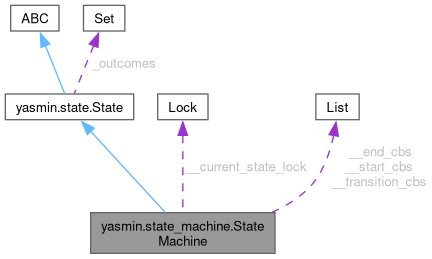 ABC
Set
_outcomes
yasmin.state.State
Lock
List
__current_state_lock
__end_cbs
__start_cbs
__transition_cbs
yasmin.state_machine.State
Machine